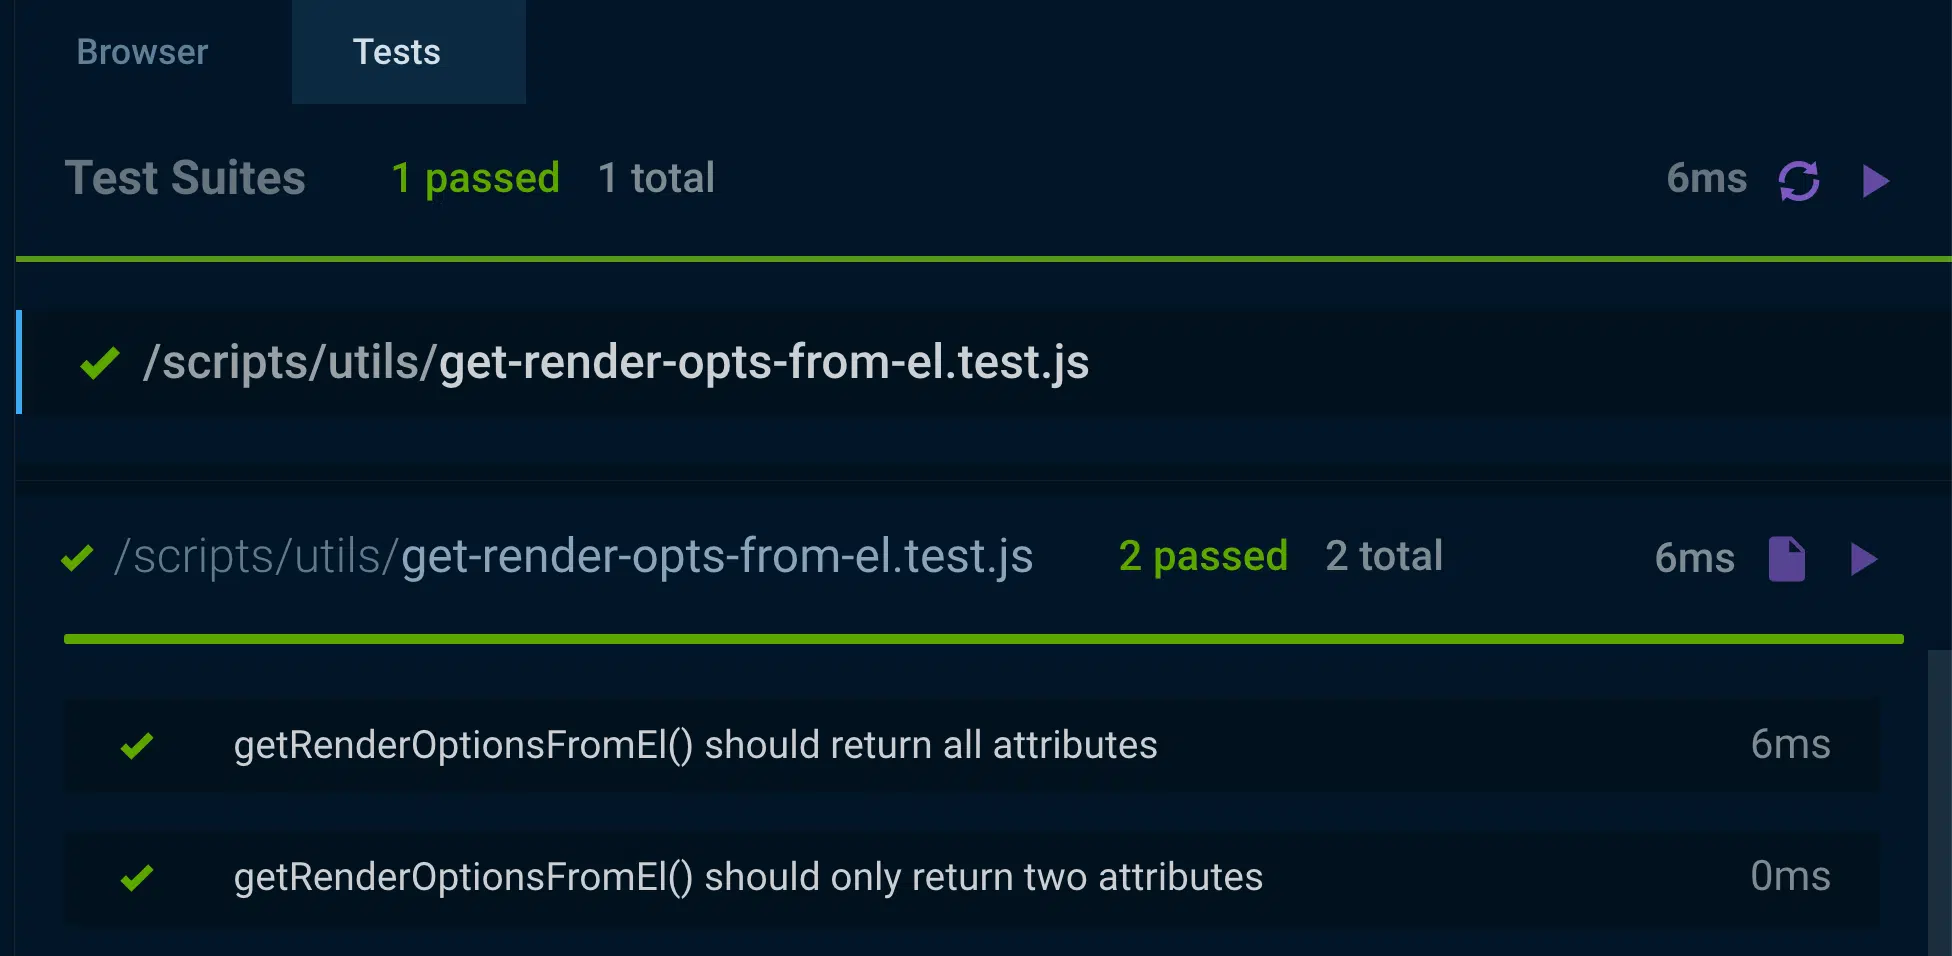 Browser Tests
Test Suites 1 passed 1 total 6ms
/scripts/utils/get-render-opts-from-el.test.js
/scripts/utils/get-render-opts-from-el.test.js 2 passed 2 total 6ms
getRenderOptionsFromEl() should return all attributes 6ms
getRenderOptionsFromEl() should only return two attributes 0ms